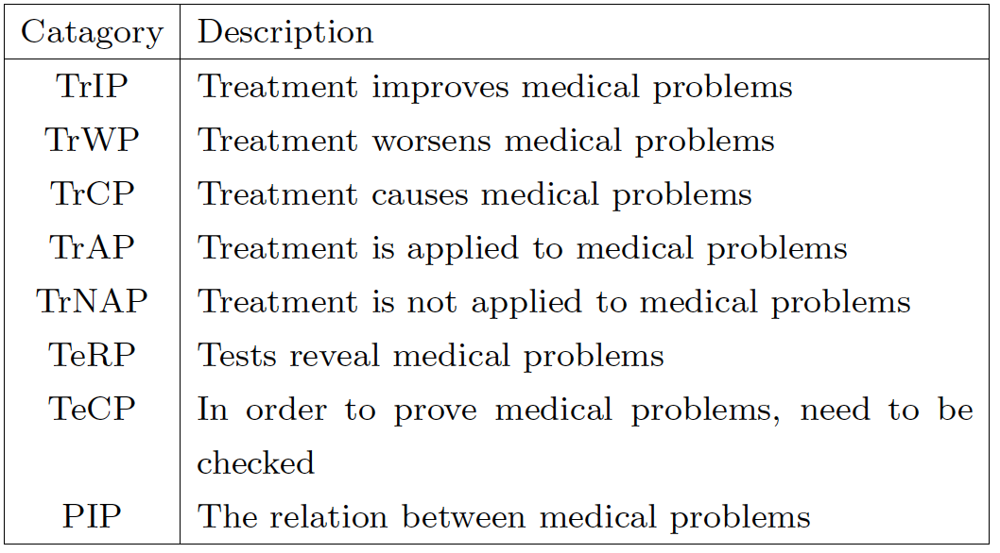 Catagory Description
TrIP Treatment improves medical problems
TrWP Treatment worsens medical problems
TrCP Treatment causes medical problems
TrAP Treatment is applied to medical problems
TrNAP Treatment is not applied to medical problems
TeRP Tests reveal medical problems
TeCP In order to prove medical problems, need to be
checked
PIP The relation between medical problems